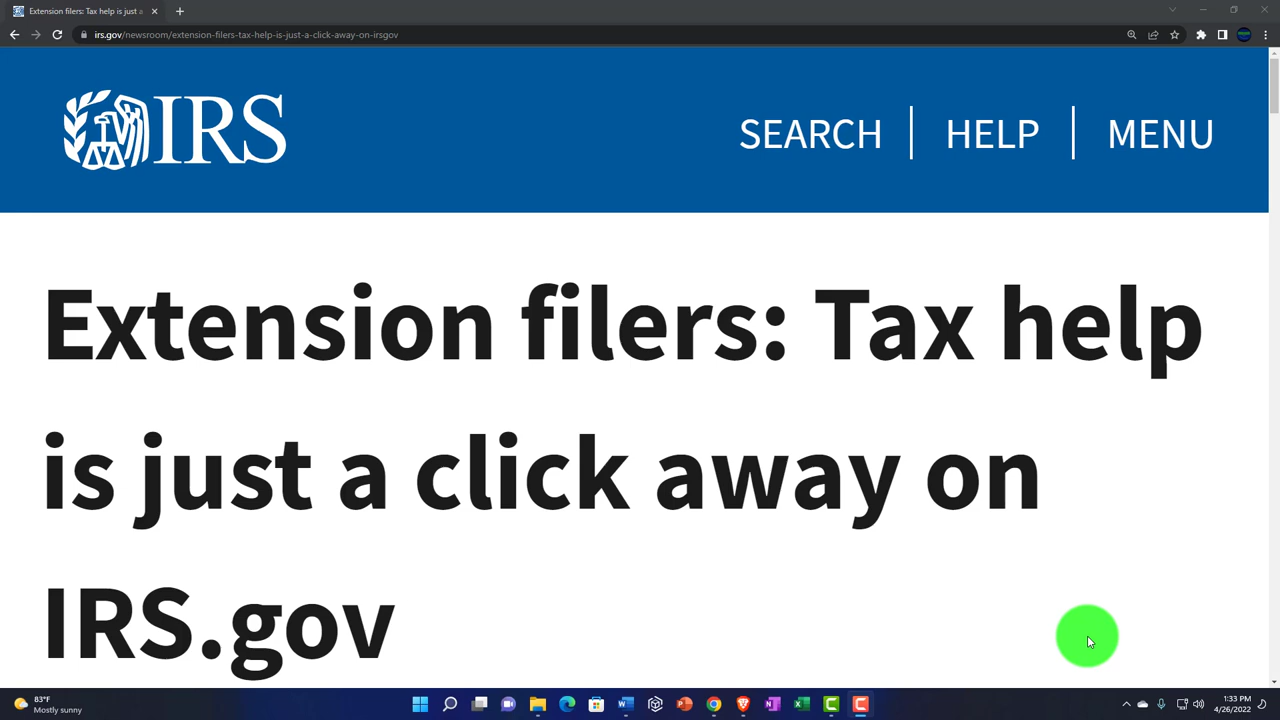 Extension filers: Tax help is just a
irs.gov/newsroom/extension-filers-tax-help-is-just-a-click-away-on-irsgov
IRS
SEARCH
HELP
MENU
Extension filers: Tax help
is just a click away on
IRS.gov
83°F
Mostly sunny
1:33 PM
4/26/2022